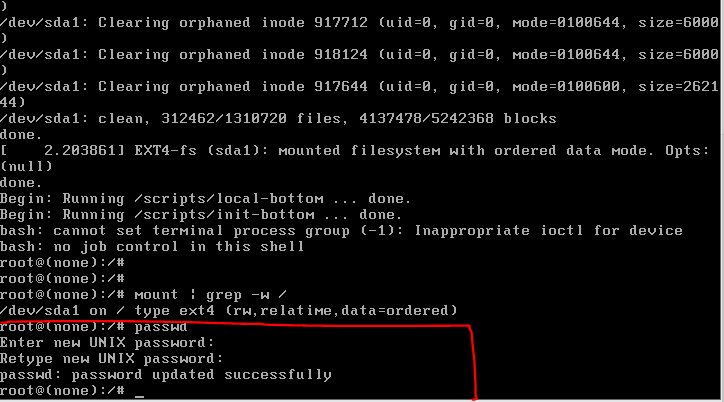 )
/dev/sda1: Clearing orphaned inode 917712 (uid=0, gid=0, mode=0100644, size=6000
)
/dev/sda1: Clearing orphaned inode 918124 (uid=0, gid=0, mode=0100644, size=6000
)
/dev/sda1: Clearing orphaned inode 917644 (uid=0, gid=0, mode=0100600, size=2621
44)
/dev/sda1: clean, 312462/1310720 files, 4137478/5242368 blocks
done.
[    2.203861] EXT4-fs (sda1): mounted filesystem with ordered data mode. Opts:
(null)
done.
Begin: Running /scripts/local-bottom ... done.
Begin: Running /scripts/init-bottom ... done.
bash: cannot set terminal process group (-1): Inappropriate ioctl for device
bash: no job control in this shell
root@(none):/#
root@(none):/#
root@(none):/# mount | grep -w /
/dev/sda1 on / type ext4 (rw,relatime,data=ordered)
root@(none):/# passwd
Enter new UNIX password:
Retype new UNIX password:
passwd: password updated successfully
root@(none):/# _